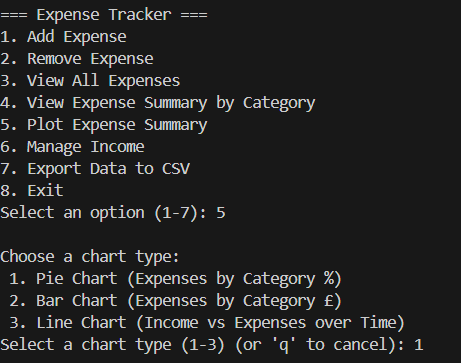 === Expense Tracker ===
1. Add Expense
2. Remove Expense
3. View All Expenses
4. View Expense Summary by Category
5. Plot Expense Summary
6. Manage Income
7. Export Data to CSV
8. Exit
Select an option (1-7): 5

Choose a chart type:
 1. Pie Chart (Expenses by Category %)
 2. Bar Chart (Expenses by Category £)
 3. Line Chart (Income vs Expenses over Time)
Select a chart type (1-3) (or 'q' to cancel): 1